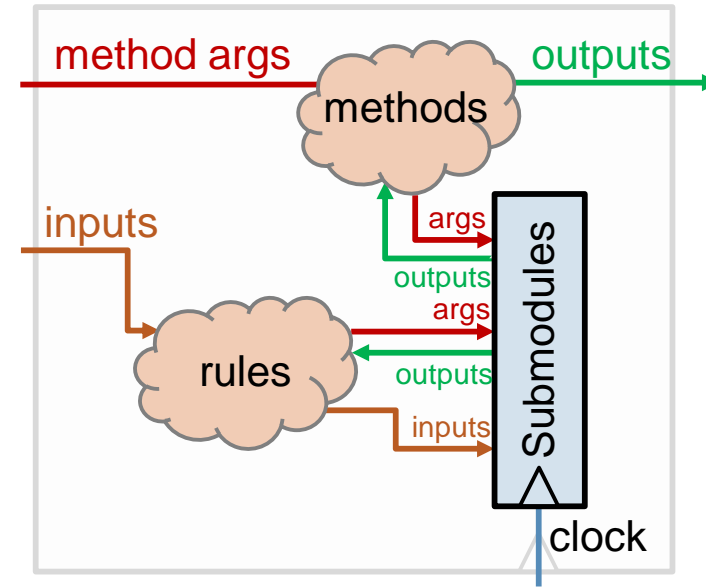 method args
outputs
methods
inputs
args
outputs
args
rules
outputs
inputs
Submodules
clock